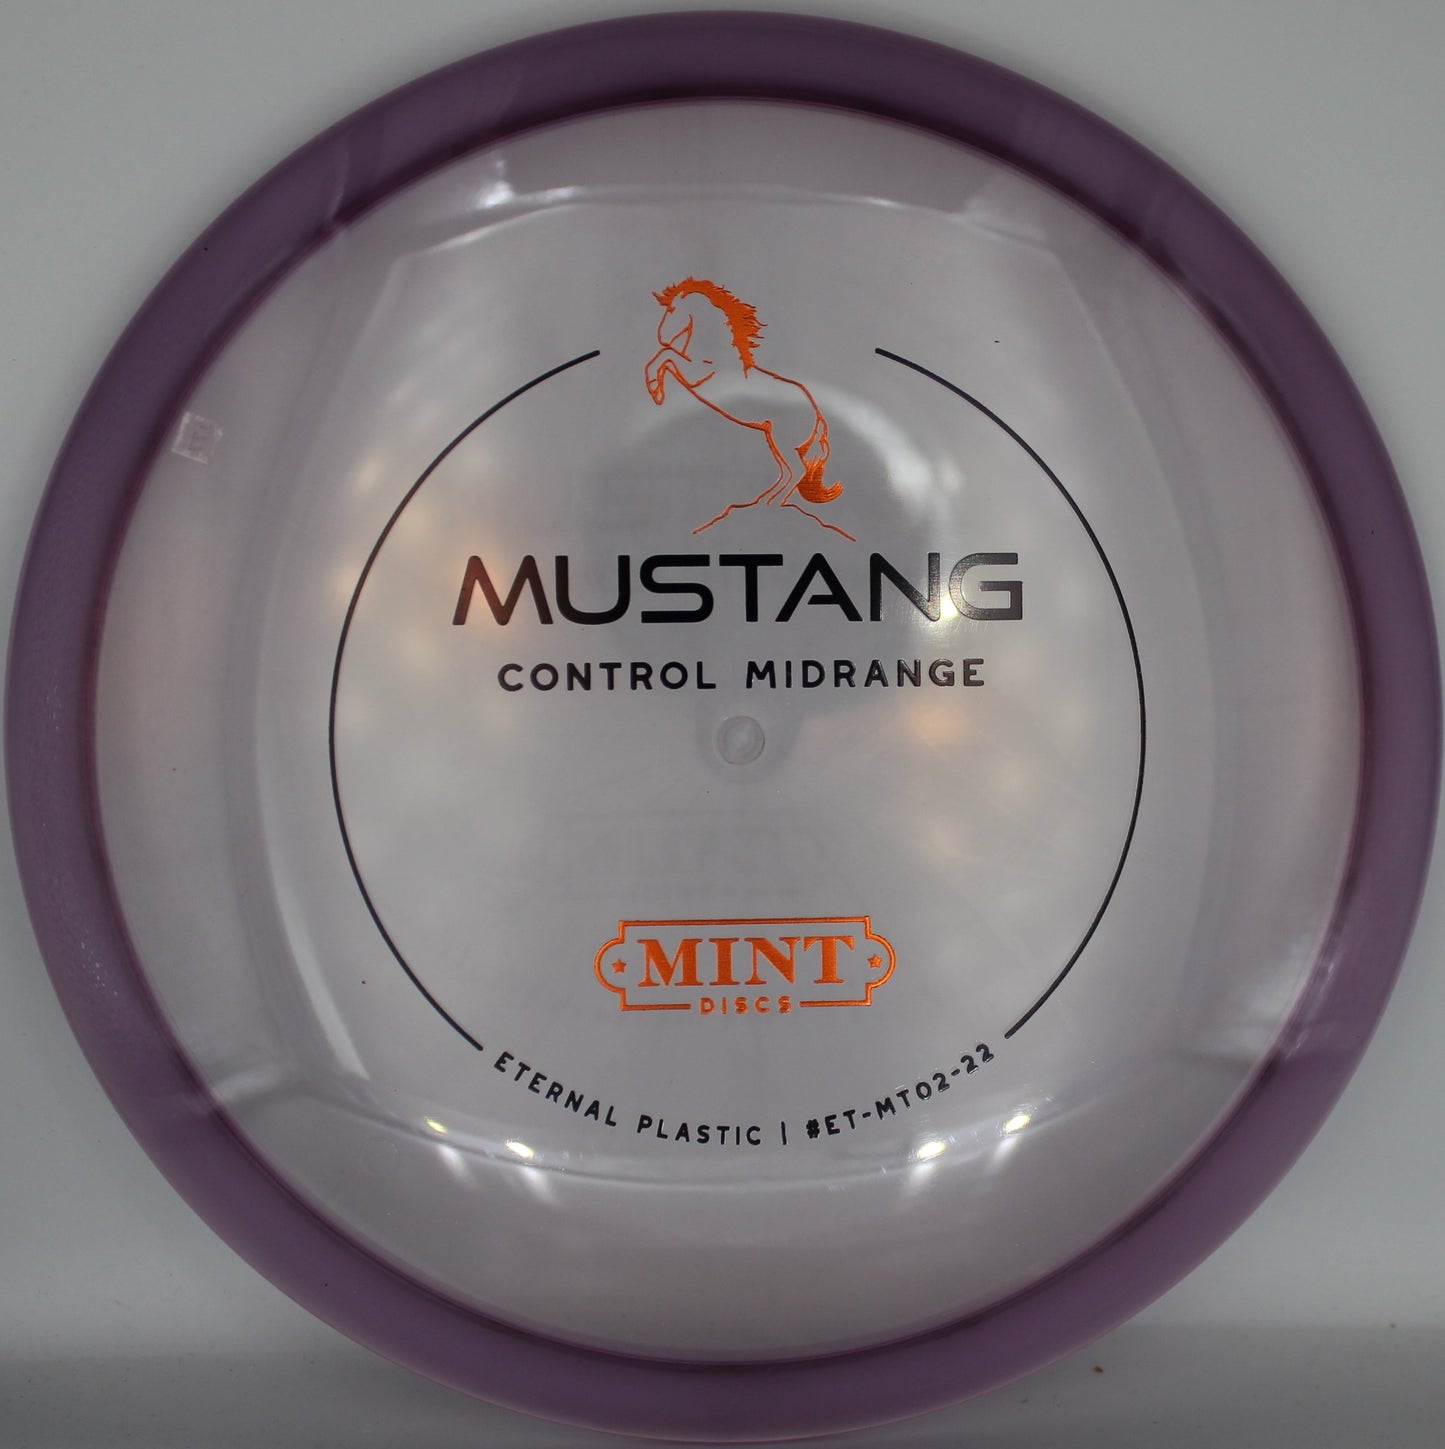 MUSTANG
CONTROL MIDRANGE
MINT
DISCS
ETERNAL PLASTIC | #ET-MT02-22